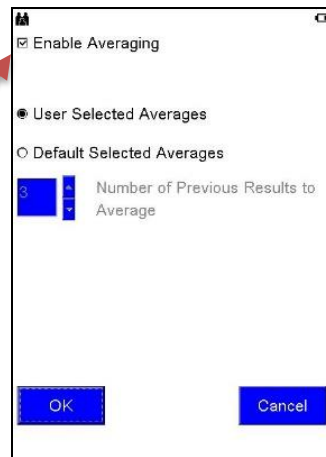 Enable Averaging
User Selected Averages
Default Selected Averages
3
Number of Previous Results to
Average
OK
Cancel